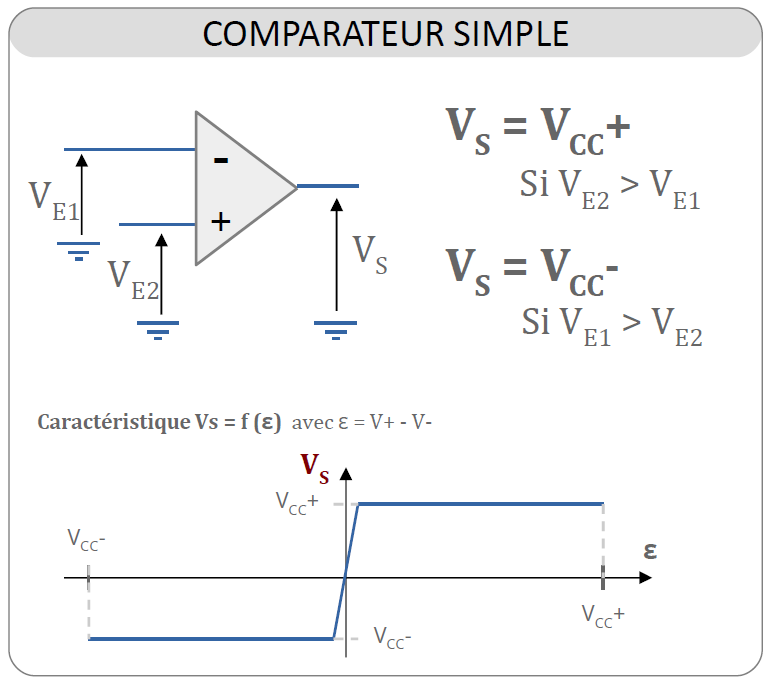 COMPARATEUR SIMPLE
-
+
VE1
VE2
VS
VS = VCC+
Si VE2 > VE1
VS = VCC-
Si VE1 > VE2
Caractéristique Vs = f (ε) avec ε = V+ - V-
VS
VCC+
VCC-
ε
VCC+
VCC-